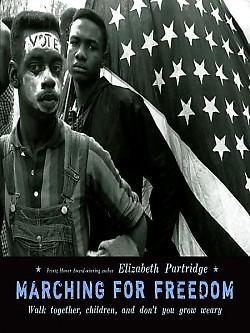 VOTE
Printz Honor Award-winning author Elizabeth Partridge
MARCHING FOR FREEDOM
Walk together, children, and don't you grow weary